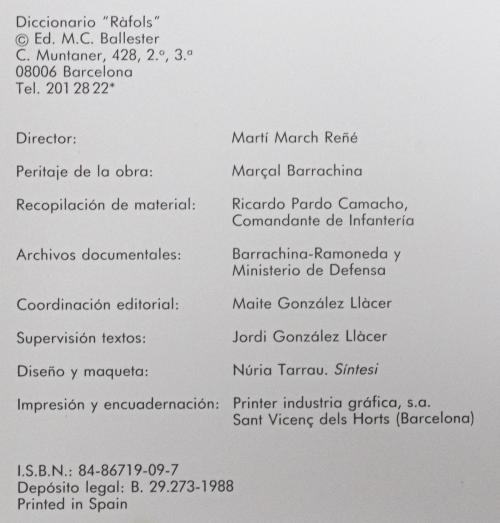 Diccionario "Ràfols"
© Ed. M.C. Ballester
C. Muntaner, 428, 2.º, 3.ª
08006 Barcelona
Tel. 201 28 22*
Director: Martí March Reñé
Peritaje de la obra: Marçal Barrachina
Recopilación de material: Ricardo Pardo Camacho,
Comandante de Infantería
Archivos documentales: Barrachina-Ramoneda y
Ministerio de Defensa
Coordinación editorial: Maite González Llàcer
Supervisión textos: Jordi González Llàcer
Diseño y maqueta: Núria Tarrau. Síntesi
Impresión y encuadernación: Printer industria gráfica, s.a.
Sant Vicenç dels Horts (Barcelona)
I.S.B.N.: 84-86719-09-7
Depósito legal: B. 29.273-1988
Printed in Spain